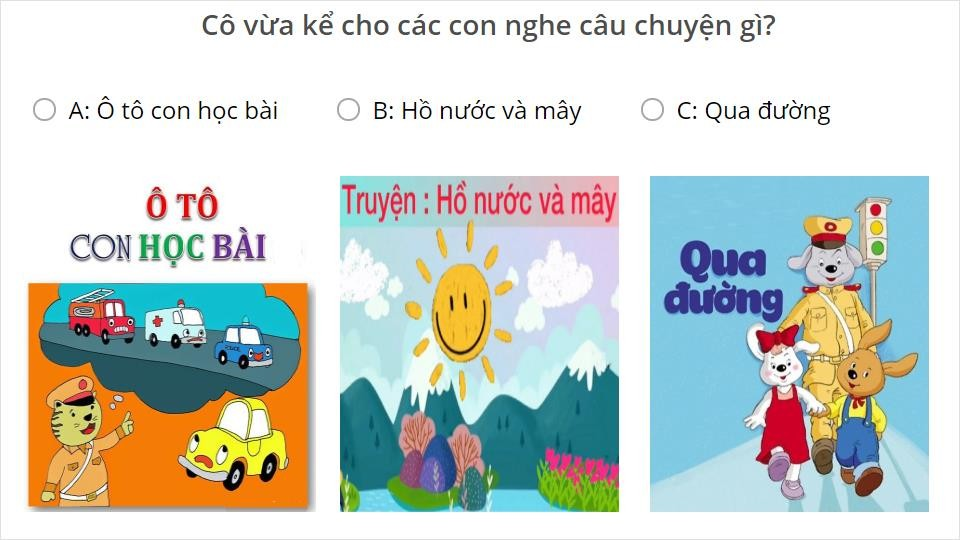 Cô vừa kể cho các con nghe câu chuyện gì?
A: Ô tô con học bài
B: Hồ nước và mây
C: Qua đường
Ô TÔ
CON HỌC BÀI
POLICE
Truyện : Hồ nước và mây
Qua
đường